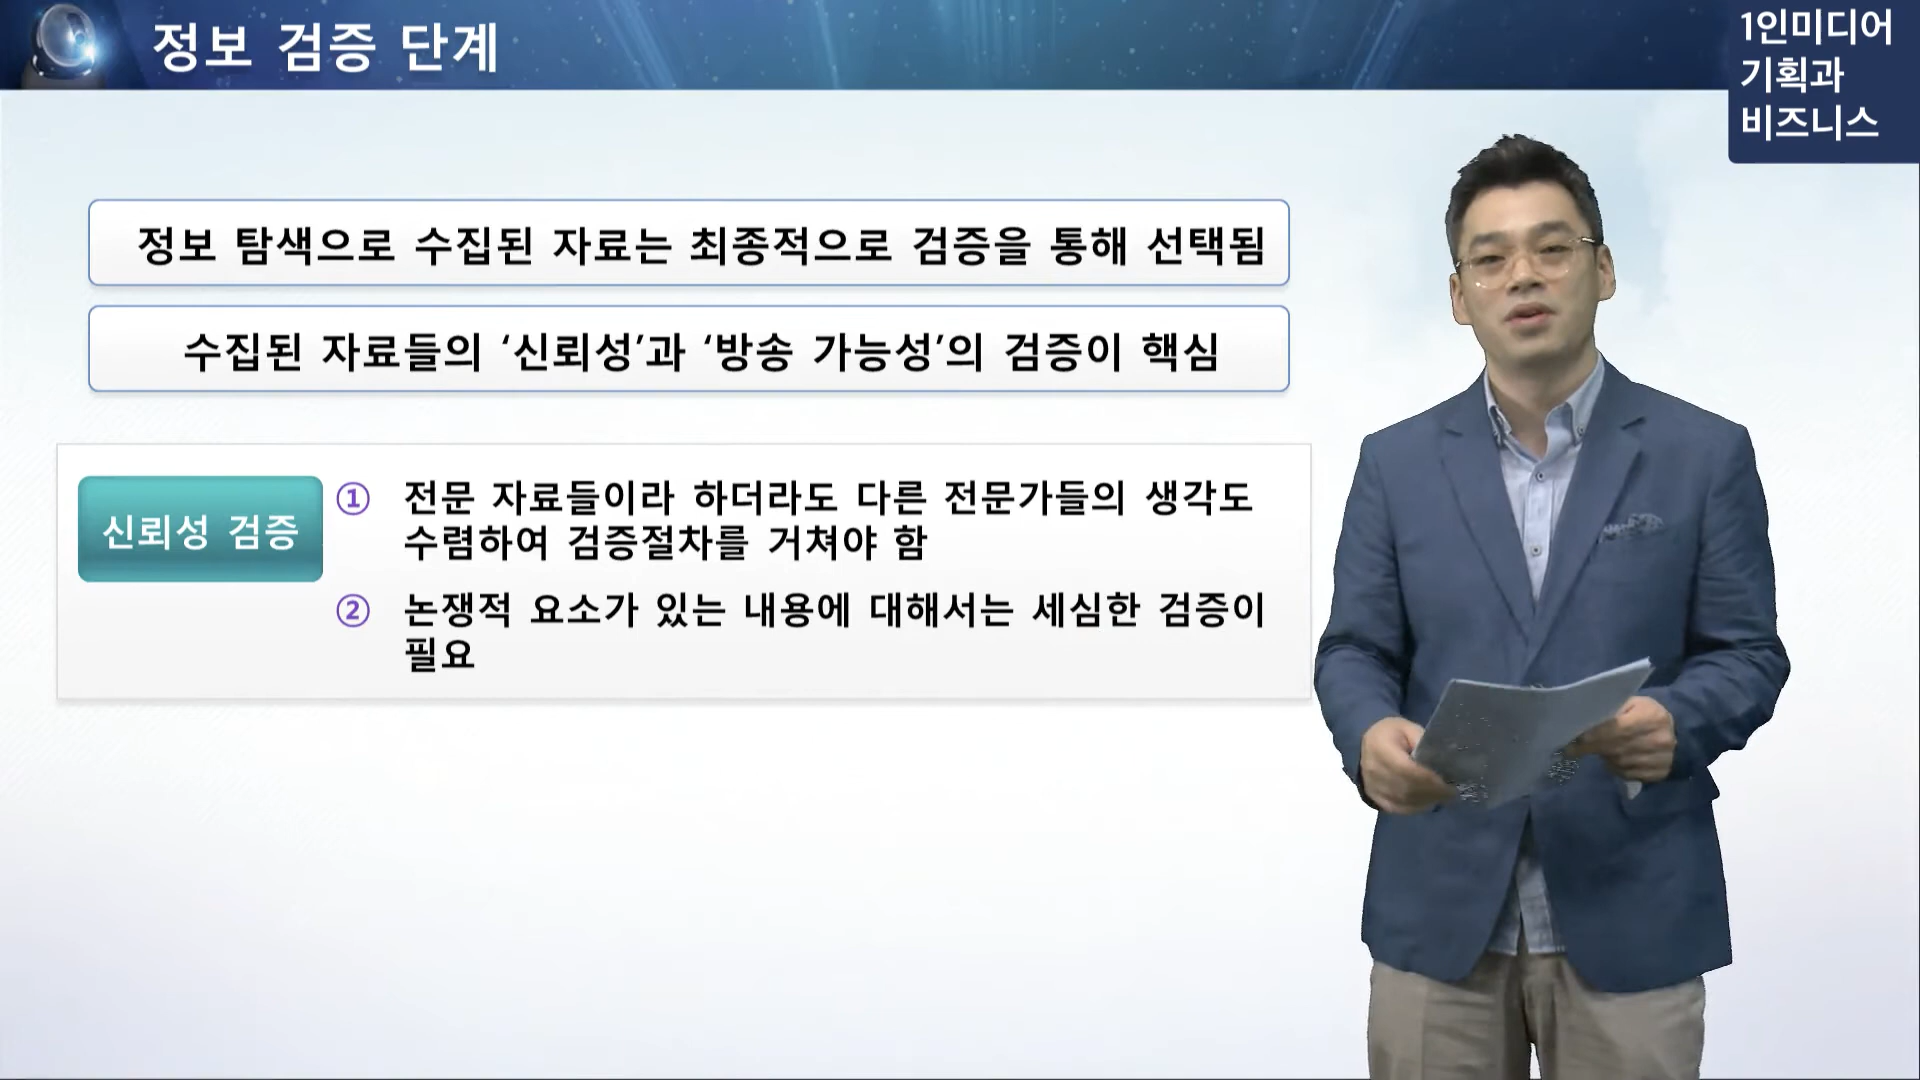 정보 검증 단계
1인미디어
기획과
비즈니스
정보 탐색으로 수집된 자료는 최종적으로 검증을 통해 선택됨
수집된 자료들의 ‘신뢰성’과 ‘방송 가능성’의 검증이 핵심
신뢰성 검증
① 전문 자료들이라 하더라도 다른 전문가들의 생각도
수렴하여 검증절차를 거쳐야 함
② 논쟁적 요소가 있는 내용에 대해서는 세심한 검증이
필요